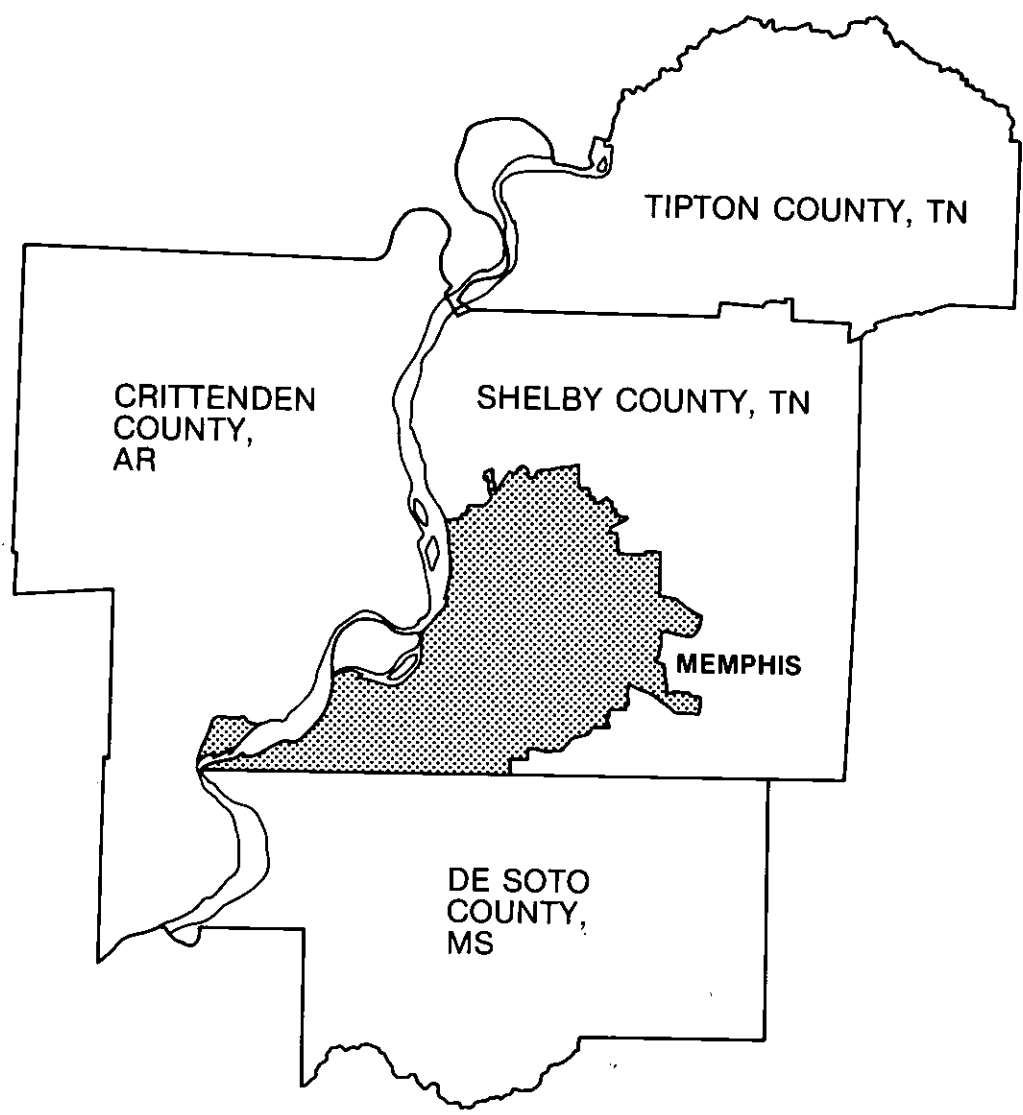 TIPTON COUNTY, TN
CRITTENDEN
COUNTY,
AR
SHELBY COUNTY, TN
MEMPHIS
DE SOTO
COUNTY,
MS